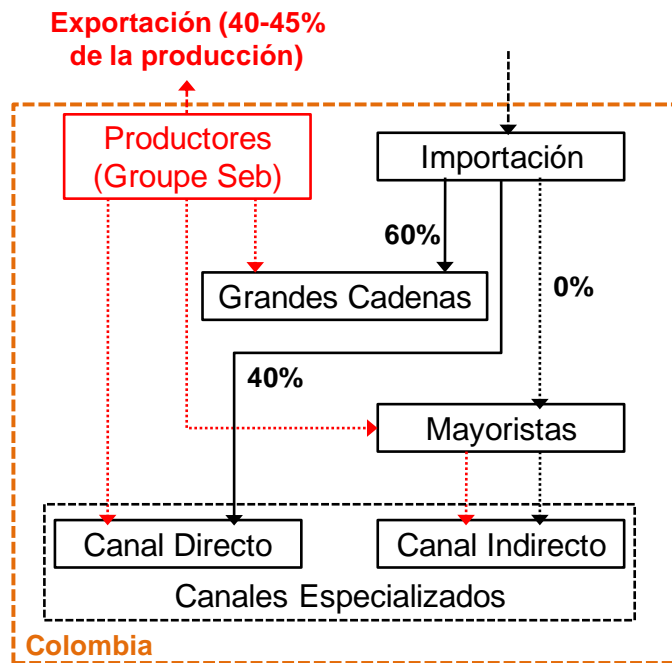 Exportación (40-45%
de la producción)
Productores
(Groupe Seb)
Importación
60%
Grandes Cadenas
0%
40%
Mayoristas
Canal Directo
Canal Indirecto
Canales Especializados
Colombia